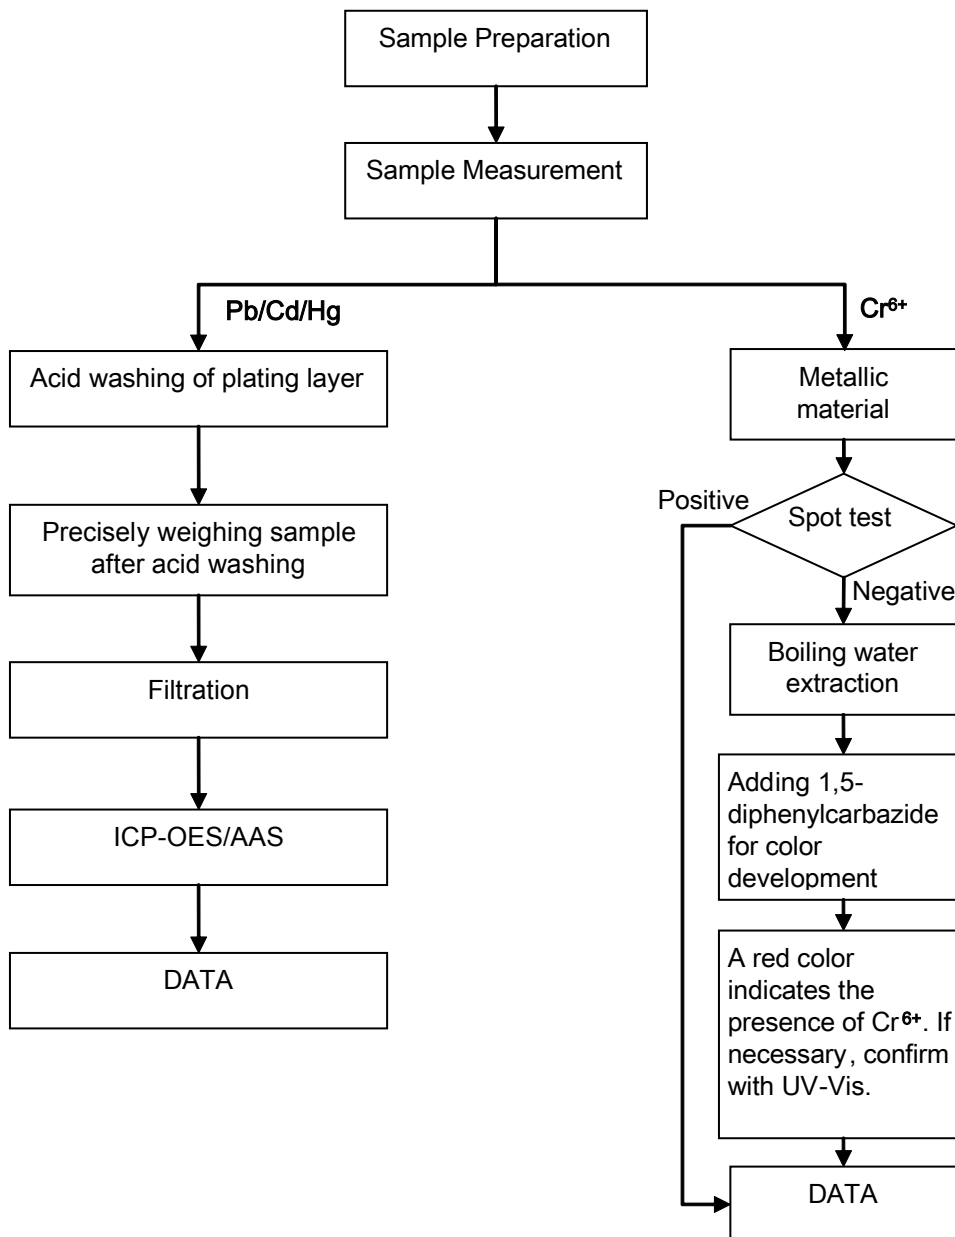 Sample Preparation
Sample Measurement
Pb/Cd/Hg
Acid washing of plating layer
Precisely weighing sample
after acid washing
Filtration
ICP-OES/AAS
DATA
Cr⁶⁺
Metallic
material
Spot test
Positive
Negative
Boiling water
extraction
Adding 1,5-
diphenylcarbazide
for color
development
A red color
indicates the
presence of Cr⁶⁺. If
necessary, confirm
with UV-Vis.
DATA